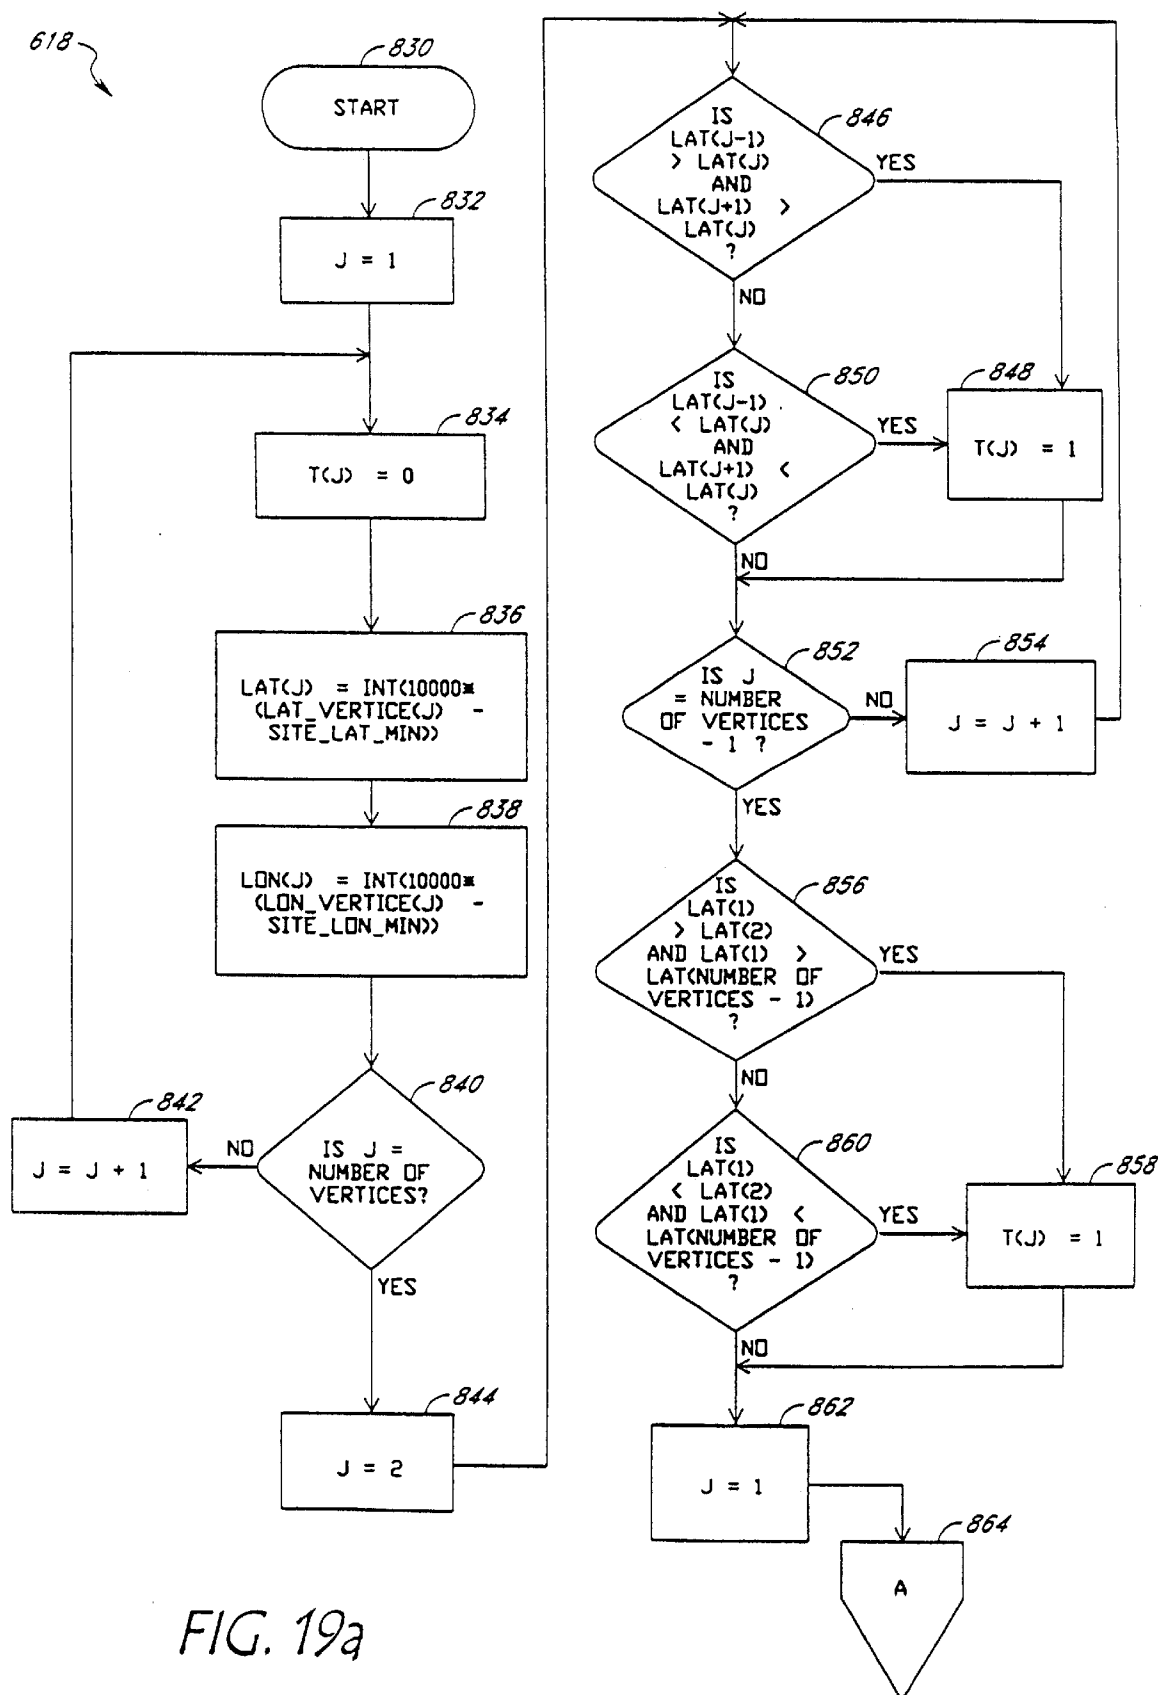 618
830
START
832
J = 1
834
T(J) = 0
836
LAT(J) = INT(10000*
(LAT_VERTICE(J) -
SITE_LAT_MIN))
838
LON(J) = INT(10000*
(LON_VERTICE(J) -
SITE_LON_MIN))
840
IS J =
NUMBER OF
VERTICES?
NO
842
J = J + 1
YES
844
J = 2
846
IS
LAT(J-1)
> LAT(J)
AND
LAT(J+1) >
LAT(J)
?
YES
NO
850
IS
LAT(J-1)
< LAT(J)
AND
LAT(J+1) <
LAT(J)
?
YES
848
T(J) = 1
NO
852
IS J
= NUMBER
OF VERTICES
- 1 ?
NO
854
J = J + 1
YES
856
IS
LAT(1)
> LAT(2)
AND LAT(1) >
LAT(NUMBER OF
VERTICES - 1)
?
YES
NO
860
IS
LAT(1)
< LAT(2)
AND LAT(1) <
LAT(NUMBER OF
VERTICES - 1)
?
YES
858
T(J) = 1
NO
862
J = 1
864
A
FIG. 19a